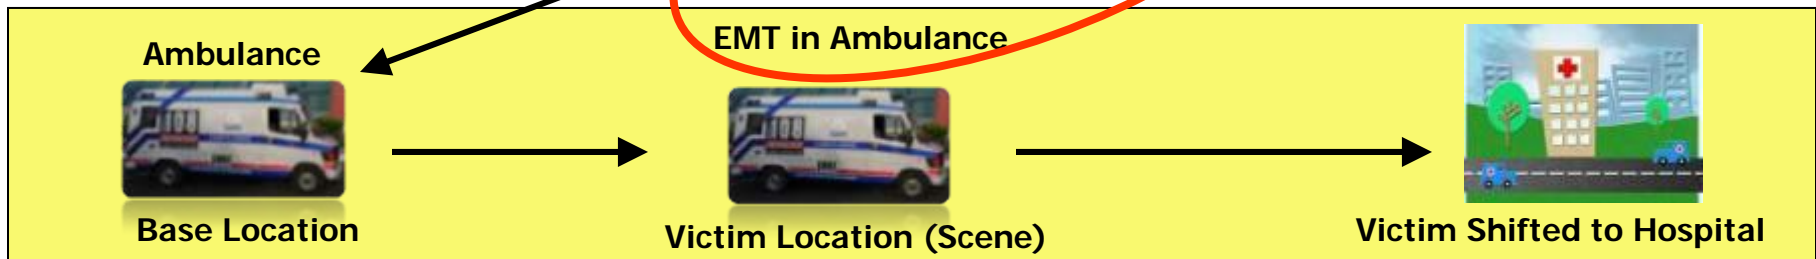 Ambulance
EMT in Ambulance
Base Location
Victim Location (Scene)
Victim Shifted to Hospital